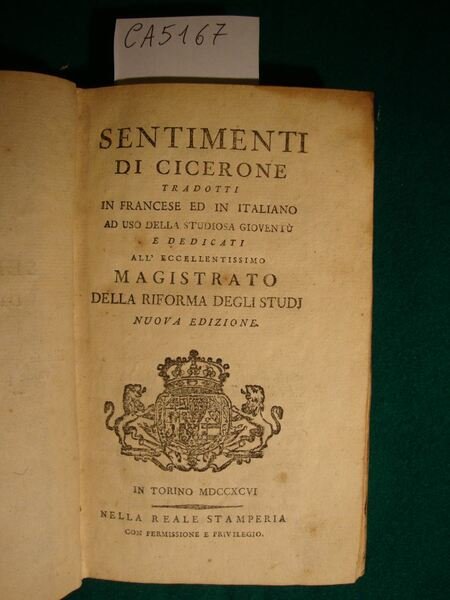 CA5167
SENTIMENTI
DI CICERONE
TRADOTTI
IN FRANCESE ED IN ITALIANO
AD USO DELLA STUDIOSA GIOVENTÙ
E DEDICATI
ALL' ECCELLENTISSIMO
MAGISTRATO
DELLA RIFORMA DEGLI STUDJ
NUOVA EDIZIONE.
IN TORINO MDCCXCVI
NELLA REALE STAMPERIA
CON PERMISSIONE E PRIVILEGIO.